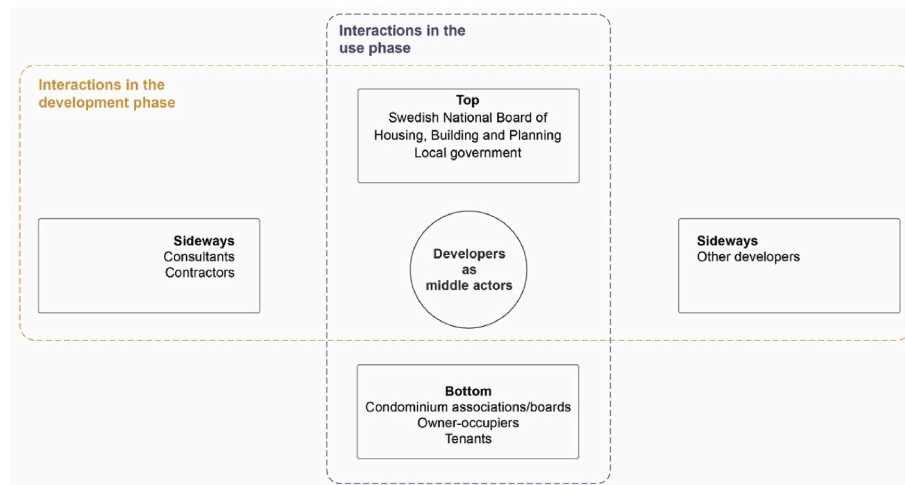 Interactions in the
use phase
Interactions in the
development phase
Top
Swedish National Board of
Housing, Building and Planning
Local government
Sideways
Consultants
Contractors
Developers
as
middle actors
Sideways
Other developers
Bottom
Condominium associations/boards
Owner-occupiers
Tenants